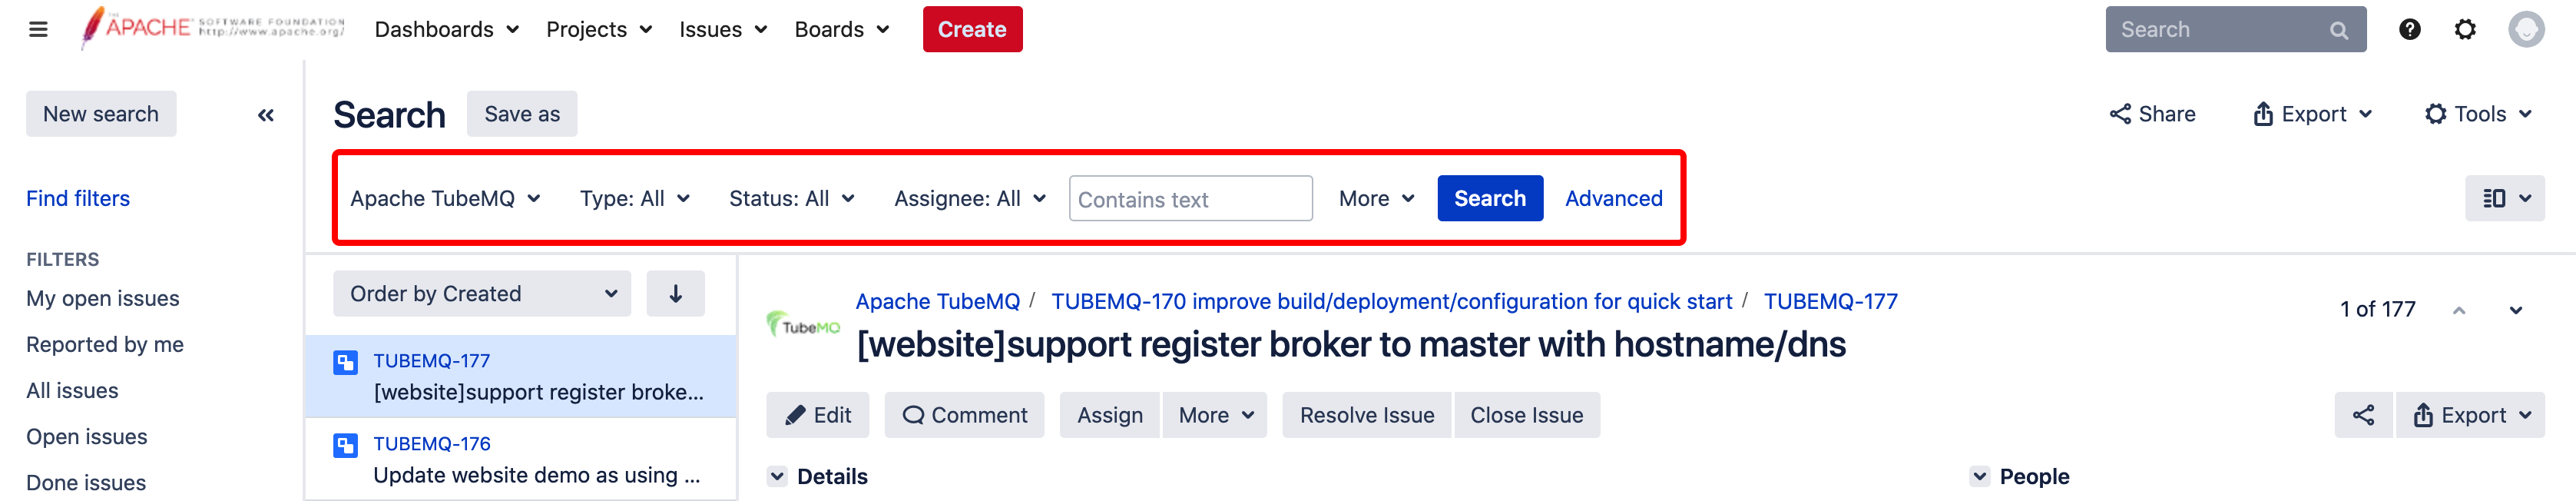 THE APACHE SOFTWARE FOUNDATION
http://www.apache.org/
Dashboards Projects Issues Boards Create Search
New search «
Search Save as Share Export Tools
Find filters
Apache TubeMQ Type: All Status: All Assignee: All Contains text More Search Advanced
FILTERS
My open issues
Reported by me
All issues
Open issues
Done issues
Order by Created
TUBEMQ-177
[website]support register broke...
TUBEMQ-176
Update website demo as using ...
TubeMQ
Apache TubeMQ / TUBEMQ-170 improve build/deployment/configuration for quick start / TUBEMQ-177
1 of 177
[website]support register broker to master with hostname/dns
Edit Comment Assign More Resolve Issue Close Issue Export
Details People